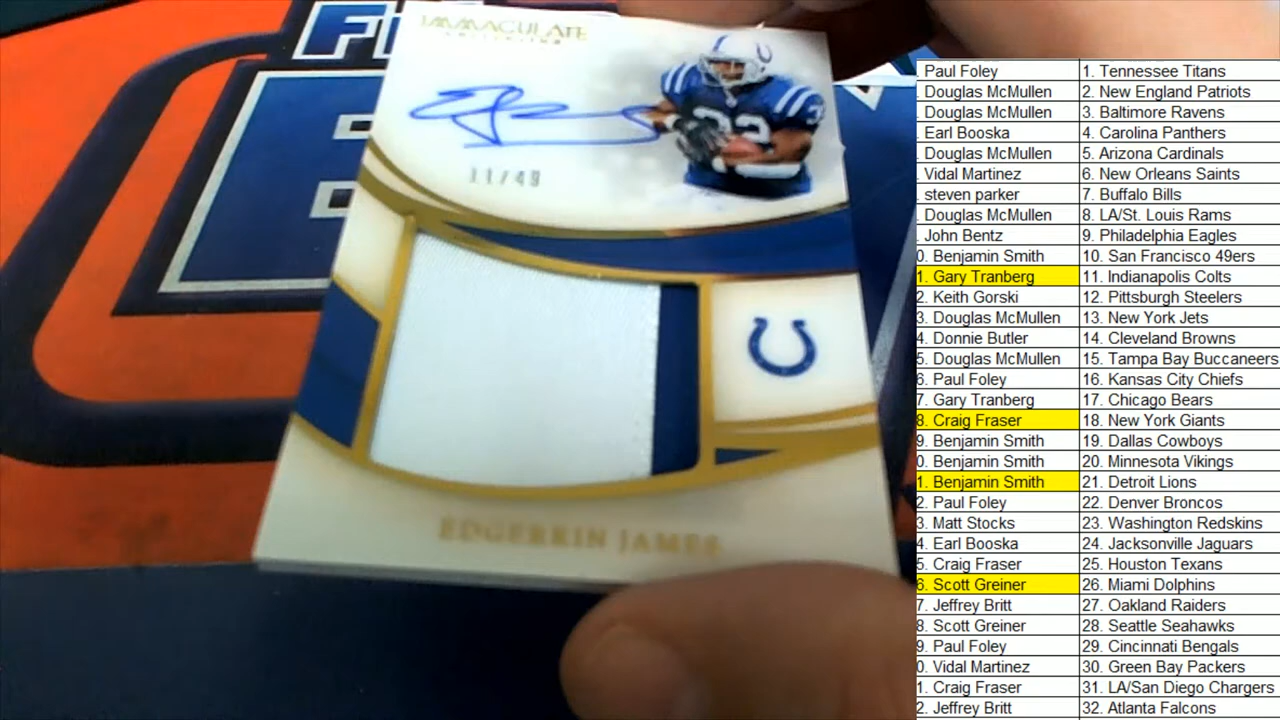 IMMACULATE
COLLECTION
32
11/49
EDGERRIN JAMES
. Paul Foley 1. Tennessee Titans
. Douglas McMullen 2. New England Patriots
. Douglas McMullen 3. Baltimore Ravens
. Earl Booska 4. Carolina Panthers
. Douglas McMullen 5. Arizona Cardinals
. Vidal Martinez 6. New Orleans Saints
. steven parker 7. Buffalo Bills
. Douglas McMullen 8. LA/St. Louis Rams
. John Bentz 9. Philadelphia Eagles
0. Benjamin Smith 10. San Francisco 49ers
1. Gary Tranberg 11. Indianapolis Colts
2. Keith Gorski 12. Pittsburgh Steelers
3. Douglas McMullen 13. New York Jets
4. Donnie Butler 14. Cleveland Browns
5. Douglas McMullen 15. Tampa Bay Buccaneers
6. Paul Foley 16. Kansas City Chiefs
7. Gary Tranberg 17. Chicago Bears
8. Craig Fraser 18. New York Giants
9. Benjamin Smith 19. Dallas Cowboys
0. Benjamin Smith 20. Minnesota Vikings
1. Benjamin Smith 21. Detroit Lions
2. Paul Foley 22. Denver Broncos
3. Matt Stocks 23. Washington Redskins
4. Earl Booska 24. Jacksonville Jaguars
5. Craig Fraser 25. Houston Texans
6. Scott Greiner 26. Miami Dolphins
7. Jeffrey Britt 27. Oakland Raiders
8. Scott Greiner 28. Seattle Seahawks
9. Paul Foley 29. Cincinnati Bengals
0. Vidal Martinez 30. Green Bay Packers
1. Craig Fraser 31. LA/San Diego Chargers
2. Jeffrey Britt 32. Atlanta Falcons